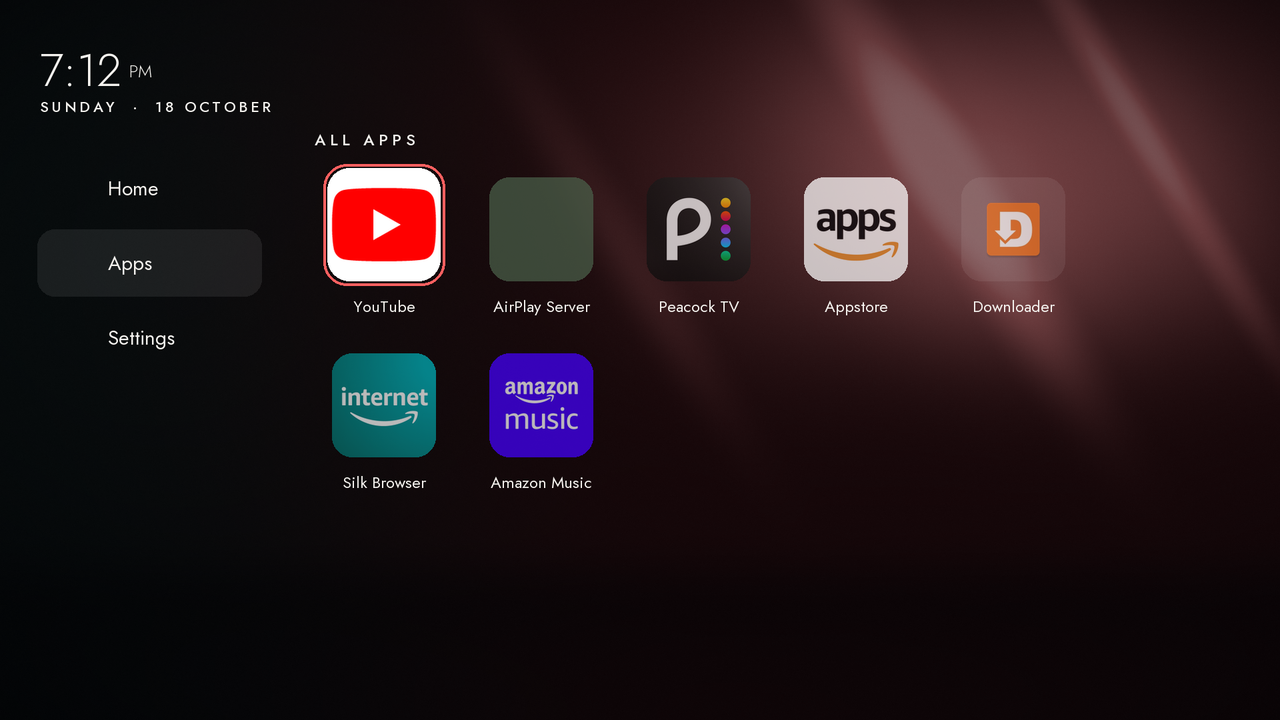 7:12 PM
SUNDAY · 18 OCTOBER
ALL APPS
Home
Apps
Settings
YouTube
AirPlay Server
P
Peacock TV
apps
Appstore
D
Downloader
internet
Silk Browser
amazon
music
Amazon Music